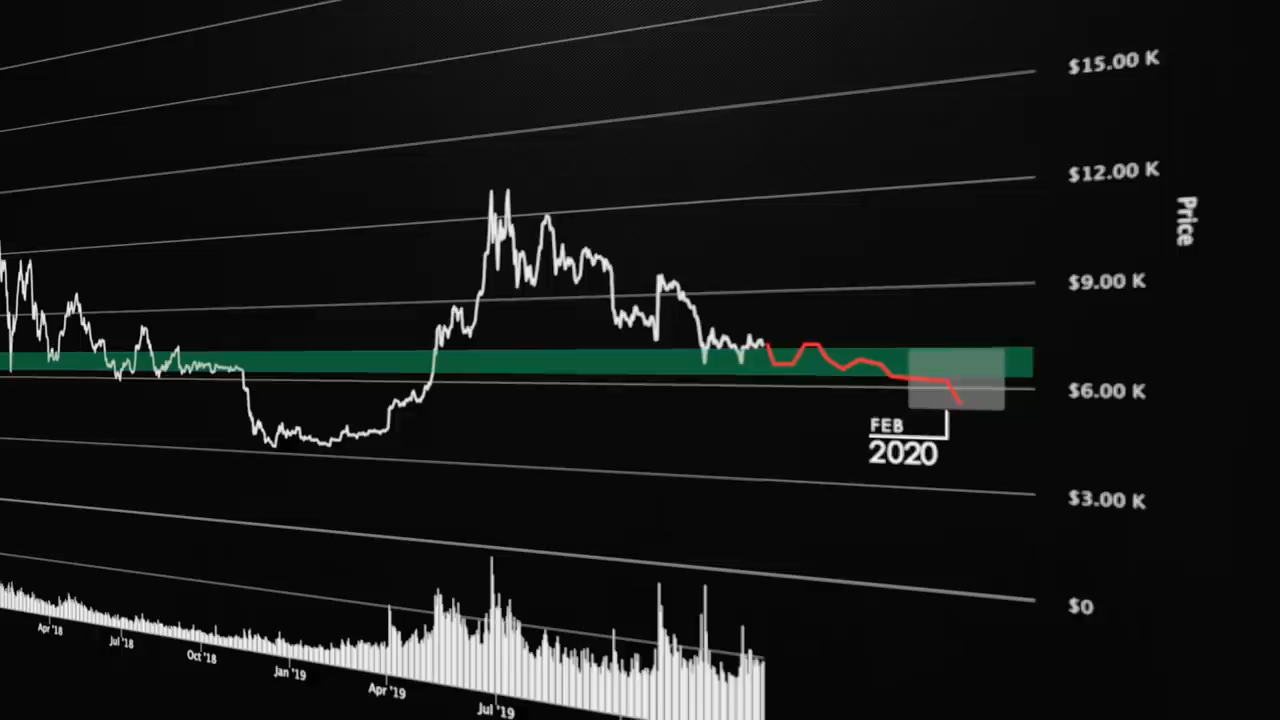 $15.00 K
$12.00 K
Price
$9.00 K
$6.00 K
FEB
2020
$3.00 K
$0
Apr '18
Jul '18
Oct '18
Jan '19
Apr '19
Jul '19